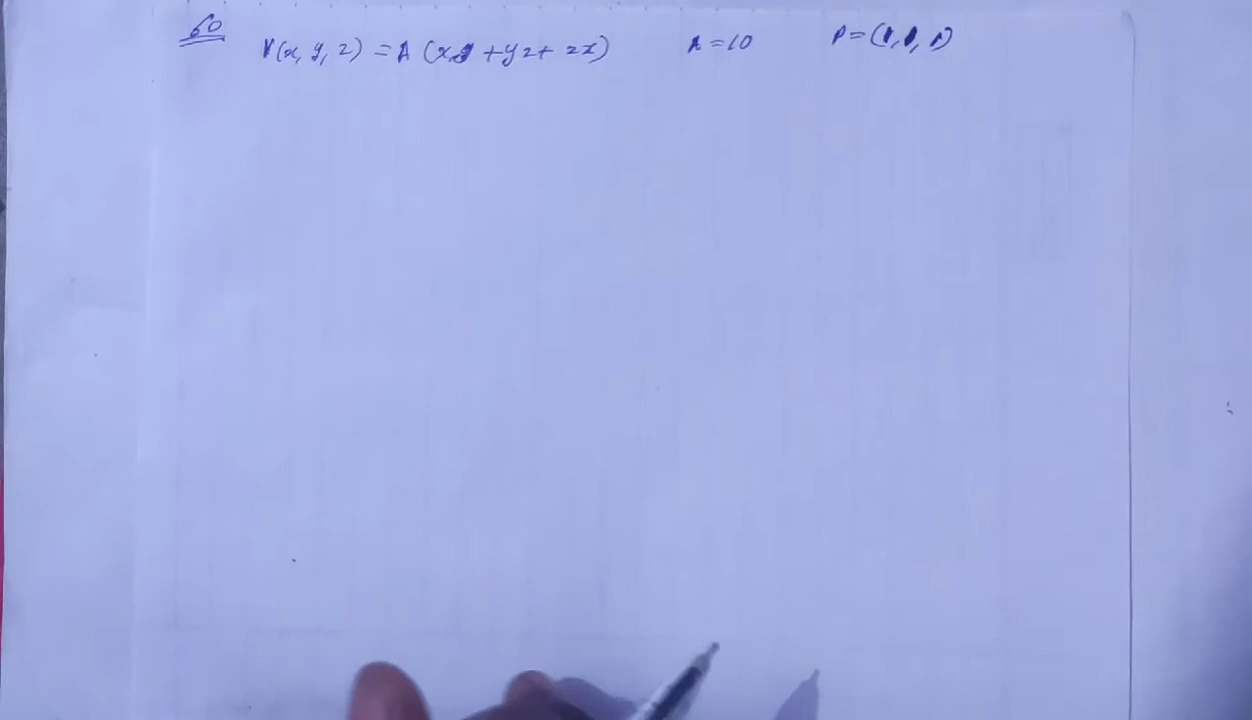 60
V(x, y, z) = A (xy + yz + zx) A = 10 P = (1, 1, 1)